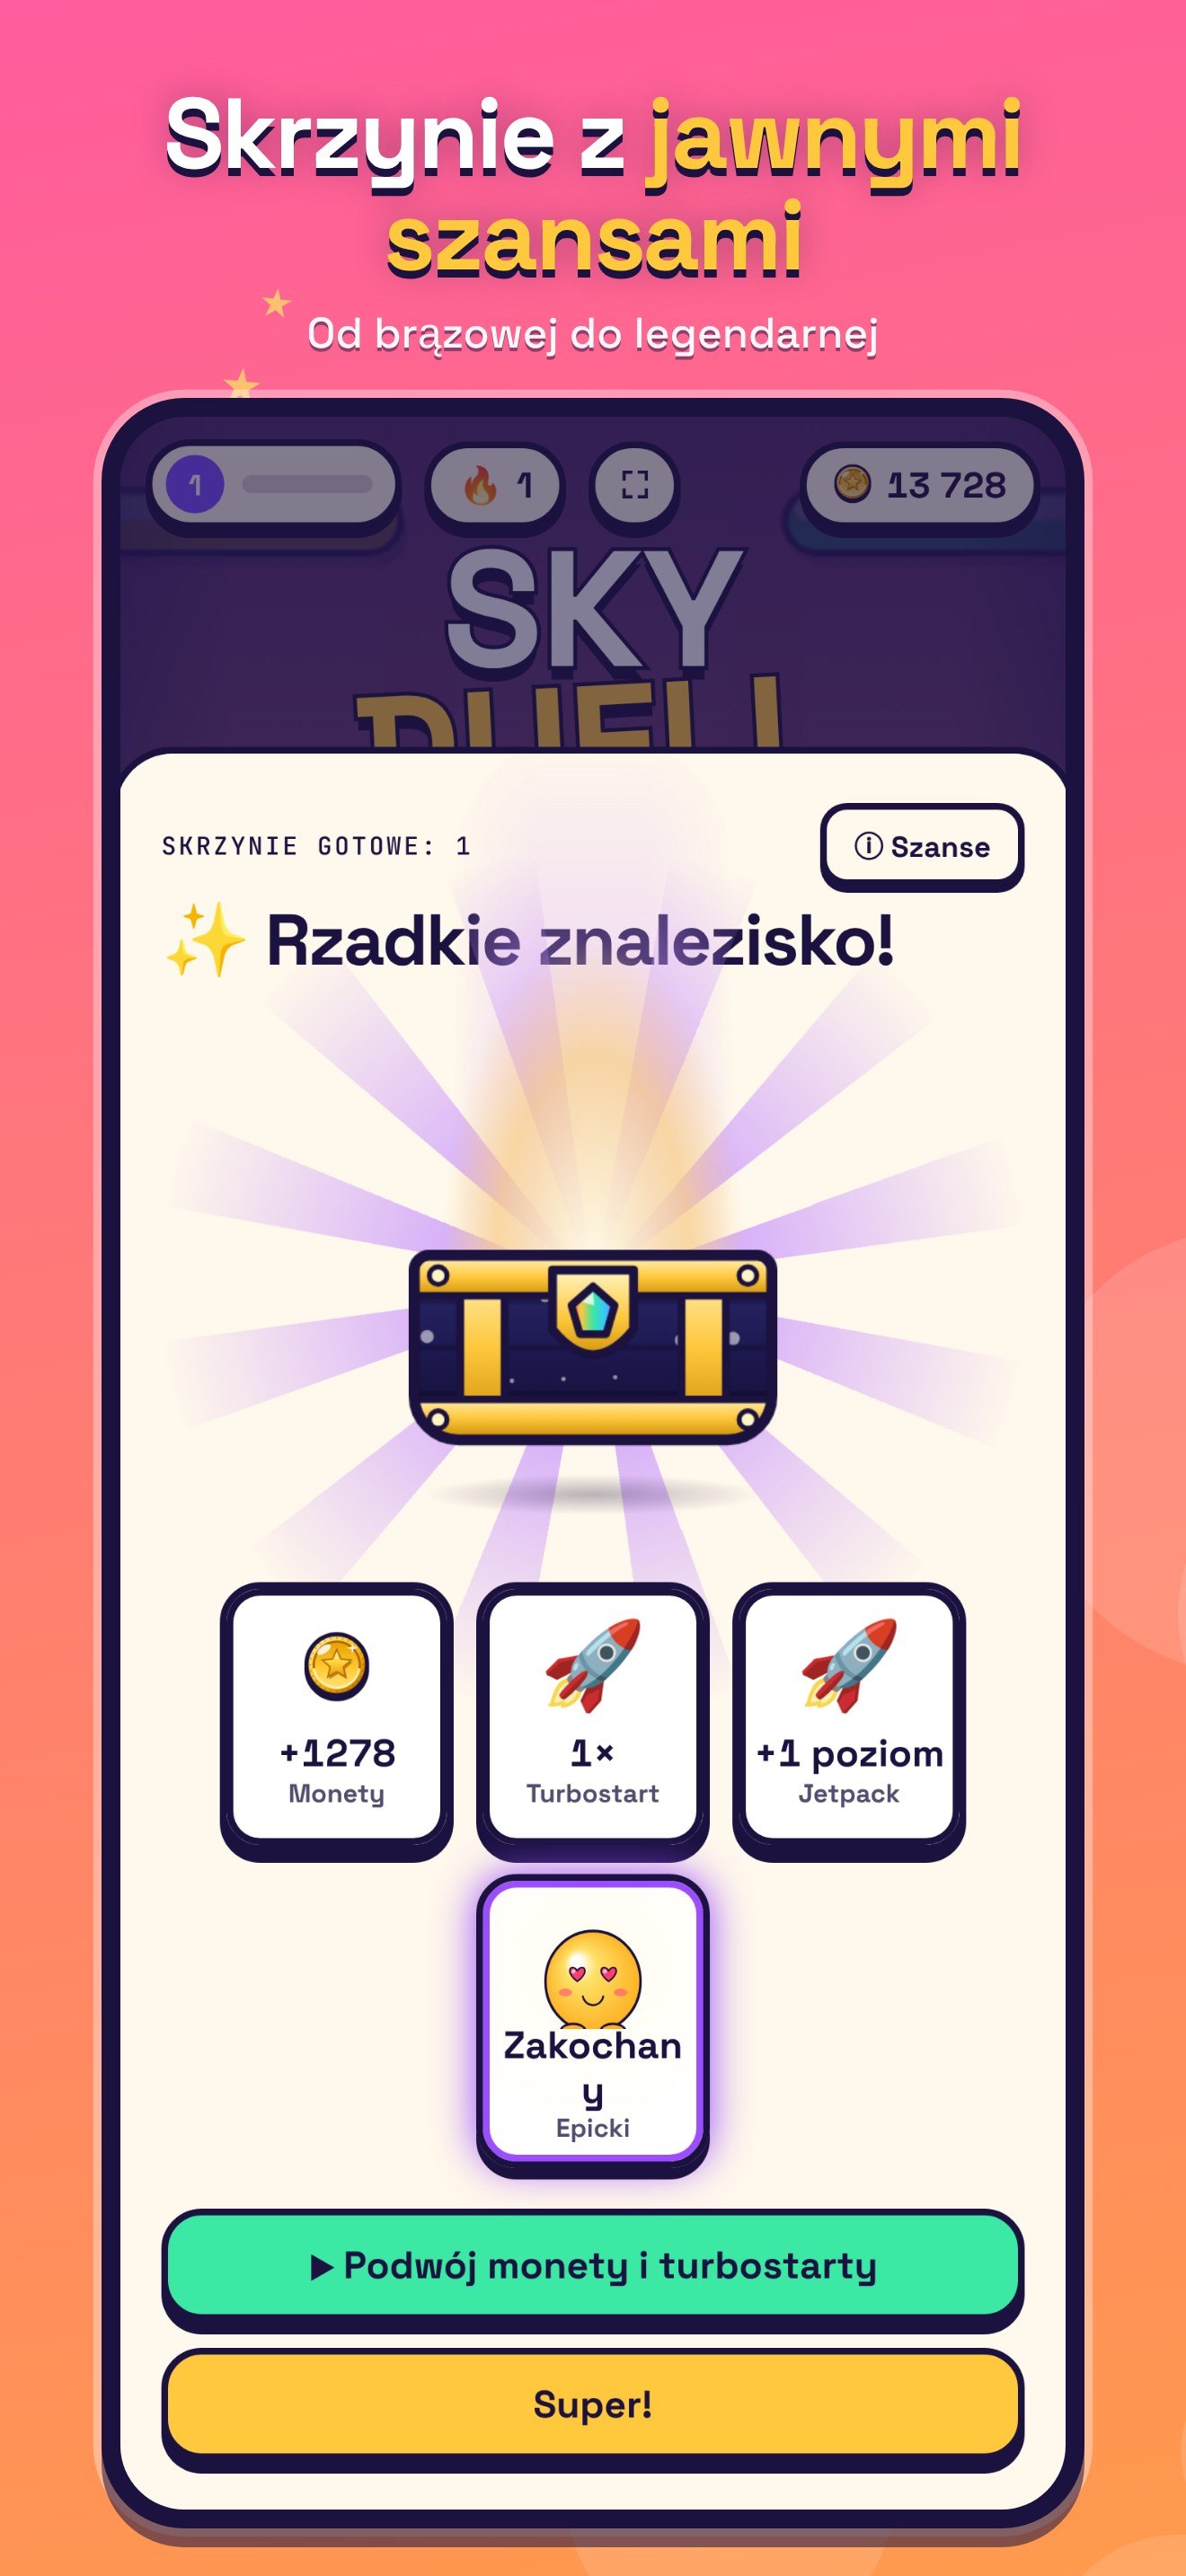 Skrzynie z jawnymi
szansami
Od brązowej do legendarnej
1
🔥 1
13 728
SKY
DUEL!
SKRZYNIE GOTOWE: 1
ⓘ Szanse
✨ Rzadkie znalezisko!
+1278
Monety
1×
Turbostart
+1 poziom
Jetpack
Zakochan
y
Epicki
▶ Podwój monety i turbostarty
Super!